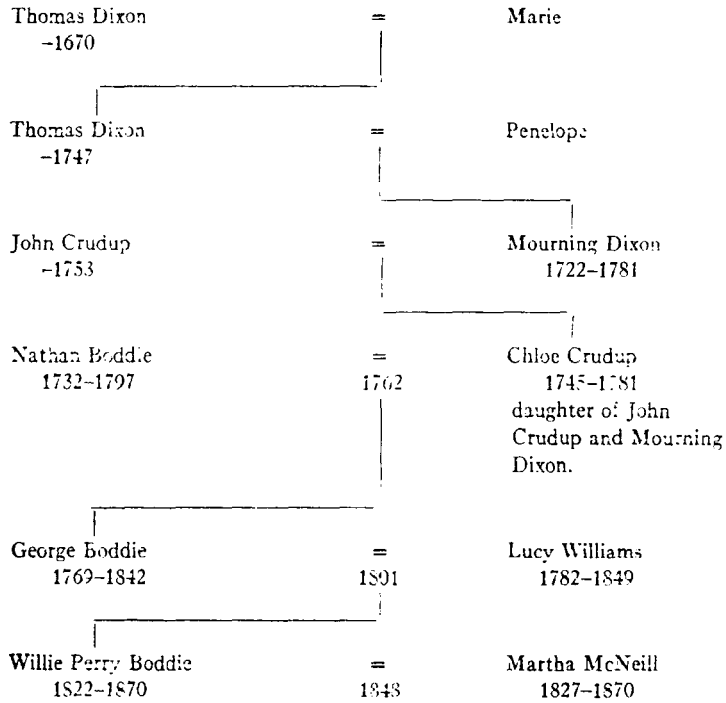 Thomas Dixon = Marie
–1670
Thomas Dixon = Penelope
–1747
John Crudup = Mourning Dixon
–1753 1722–1781
Nathan Boddie = Chloe Crudup
1732–1797 1762 1745–1781
daughter of John
Crudup and Mourning
Dixon.
George Boddie = Lucy Williams
1769–1842 1801 1782–1849
Willie Perry Boddie = Martha McNeill
1822–1870 1848 1827–1870